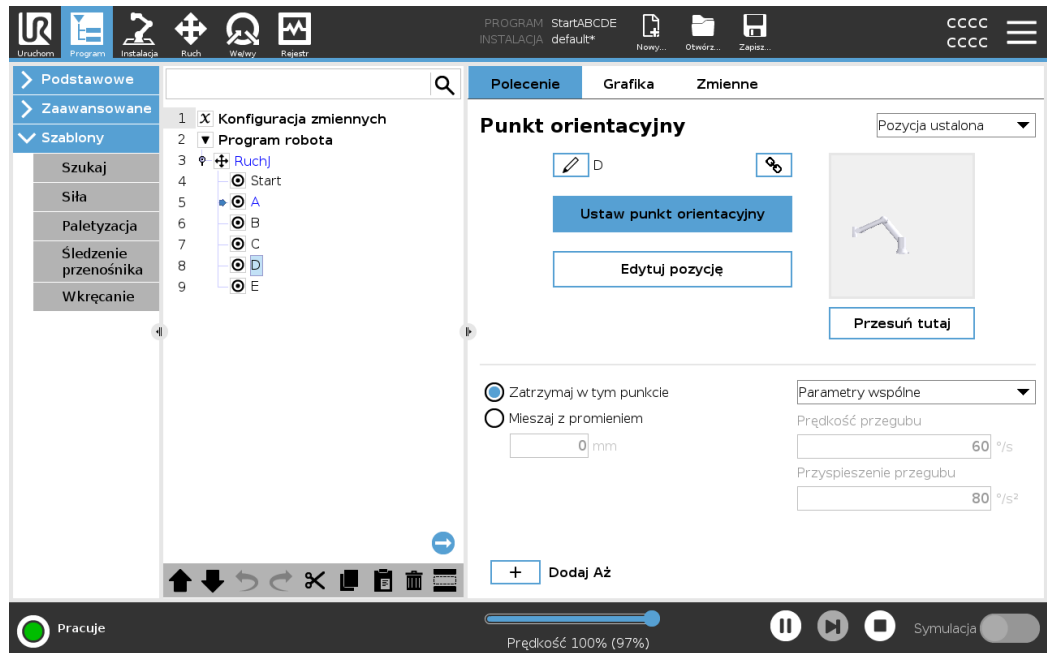 UR
PROGRAM StartABCDE
INSTALACJA default*
CCCC
CCCC
Uruchom Program Instalacja Ruch We/wy Rejestr
Nowy... Otwórz... Zapisz...
Podstawowe
Zaawansowane
Szablony
Szukaj
Siła
Paletyzacja
Śledzenie
przenośnika
Wkręcanie
1 X Konfiguracja zmiennych
2 Program robota
3 RuchJ
4 Start
5 A
6 B
7 C
8 D
9 E
Polecenie Grafika Zmienne
Punkt orientacyjny
Pozycja ustalona
D
Ustaw punkt orientacyjny
Edytuj pozycję
Przesuń tutaj
Zatrzymaj w tym punkcie
Mieszaj z promieniem
0 mm
Parametry wspólne
Prędkość przegubu
60 °/s
Przyspieszenie przegubu
80 °/s²
+ Dodaj Aż
Pracuje
Prędkość 100% (97%)
Symulacja